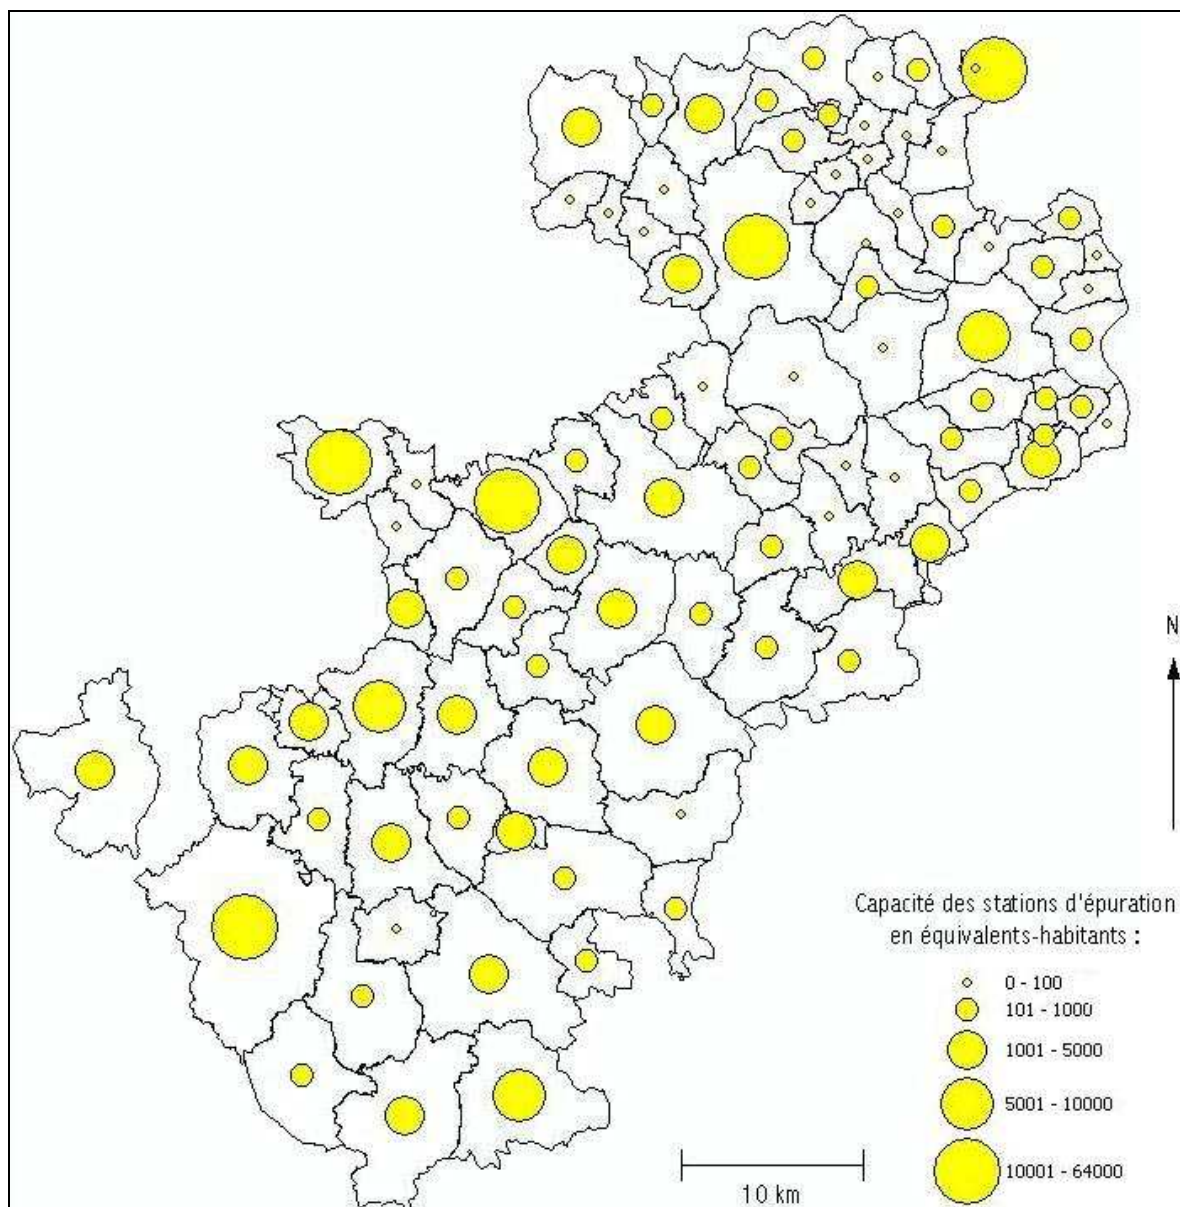 N
Capacité des stations d'épuration
en équivalents-habitants :
0 - 100
101 - 1000
1001 - 5000
5001 - 10000
10001 - 64000
10 km